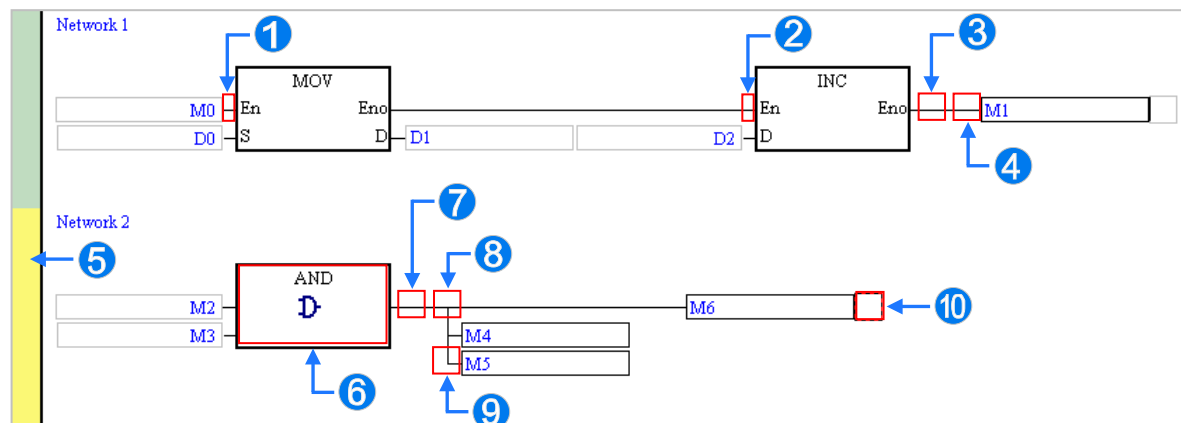 Network 1
1 2 3
MOV INC
M0 En Eno En Eno M1
D0 S D D1 D2 D
4
7
Network 2
5 8
AND
M2 M6 10
M3 M4
M5
6 9